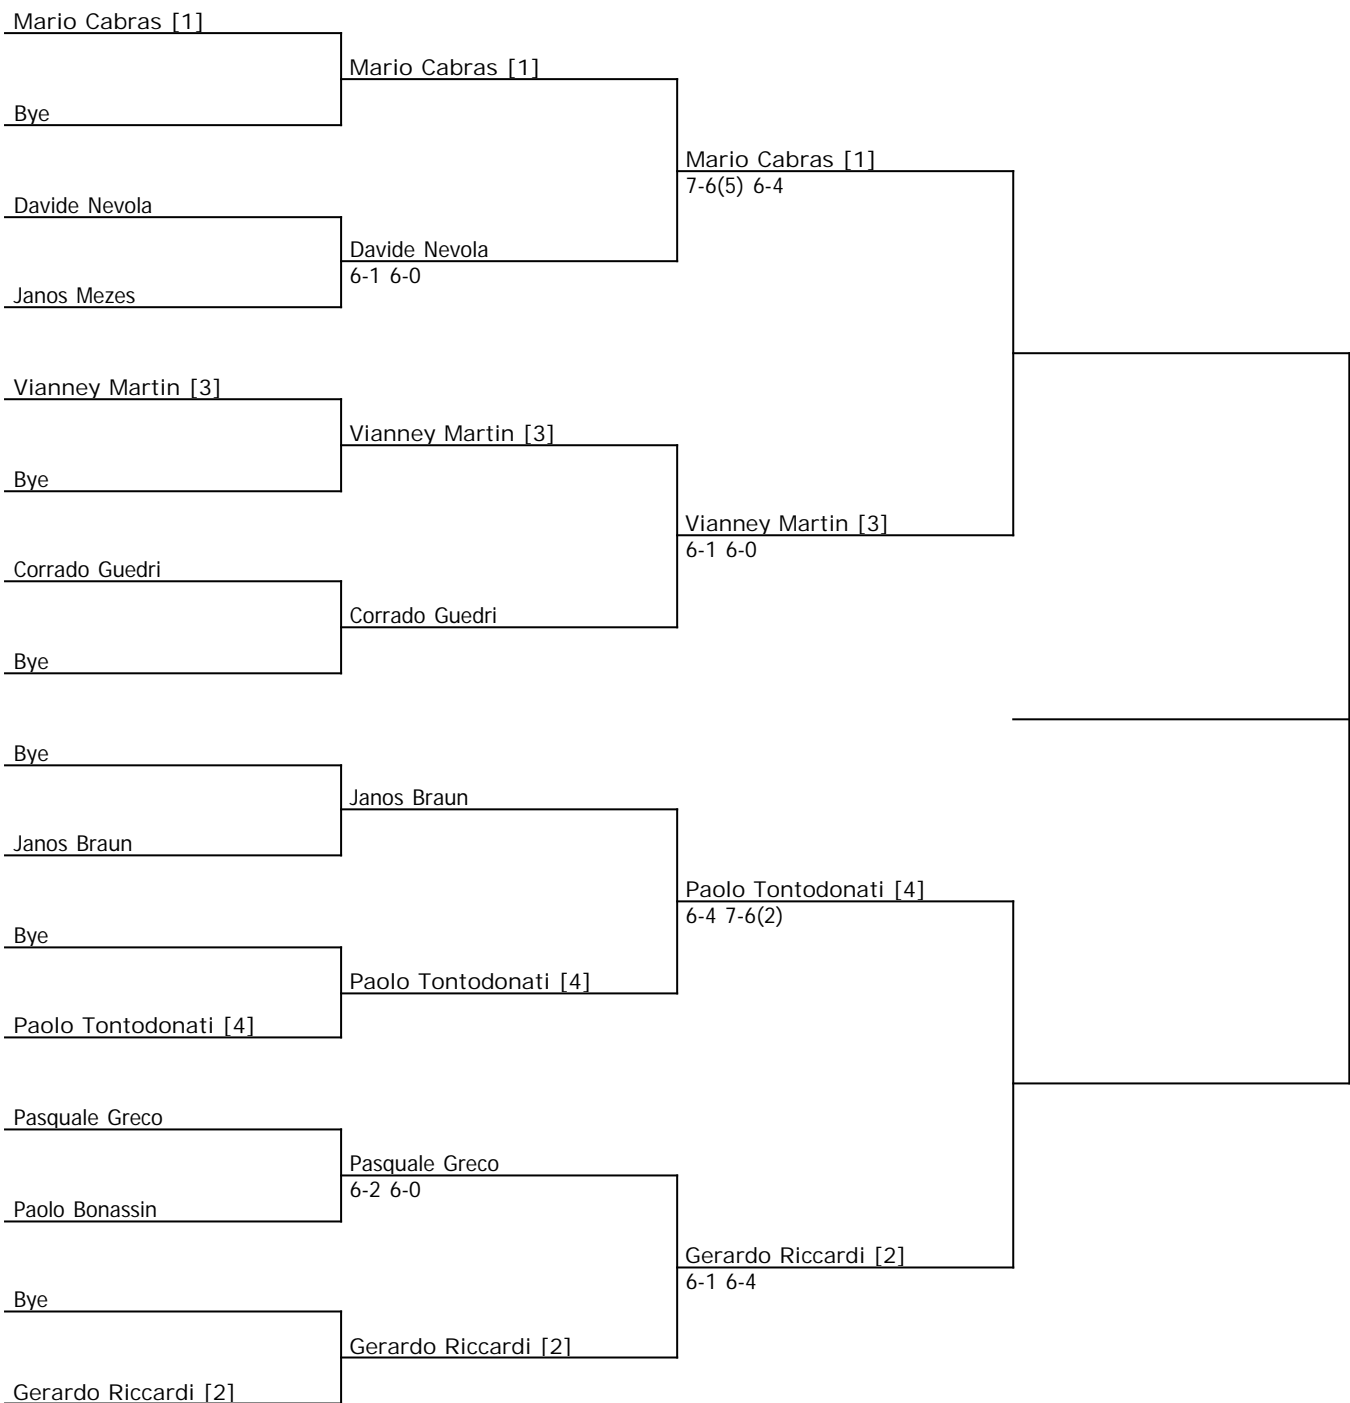 Mario Cabras [1]
Mario Cabras [1]
Bye
Mario Cabras [1]
7-6(5) 6-4
Davide Nevola
Davide Nevola
6-1 6-0
Janos Mezes
Vianney Martin [3]
Vianney Martin [3]
Bye
Vianney Martin [3]
6-1 6-0
Corrado Guedri
Corrado Guedri
Bye
Bye
Janos Braun
Janos Braun
Paolo Tontodonati [4]
6-4 7-6(2)
Bye
Paolo Tontodonati [4]
Paolo Tontodonati [4]
Pasquale Greco
Pasquale Greco
6-2 6-0
Paolo Bonassin
Gerardo Riccardi [2]
6-1 6-4
Bye
Gerardo Riccardi [2]
Gerardo Riccardi [2]